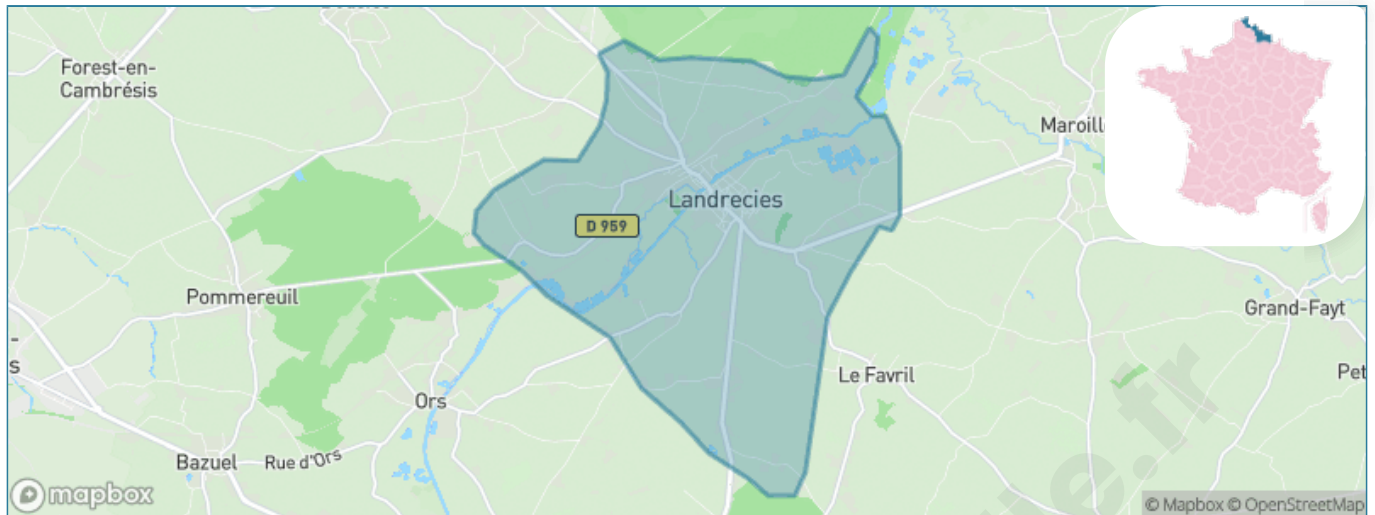 Forest-en-
Cambrésis
Maroill
Landrecies
D 959
Pommereuil
Grand-Fayt
Le Favril
Pet
Ors
Bazuel
Rue d'Ors
mapbox
© Mapbox © OpenStreetMap